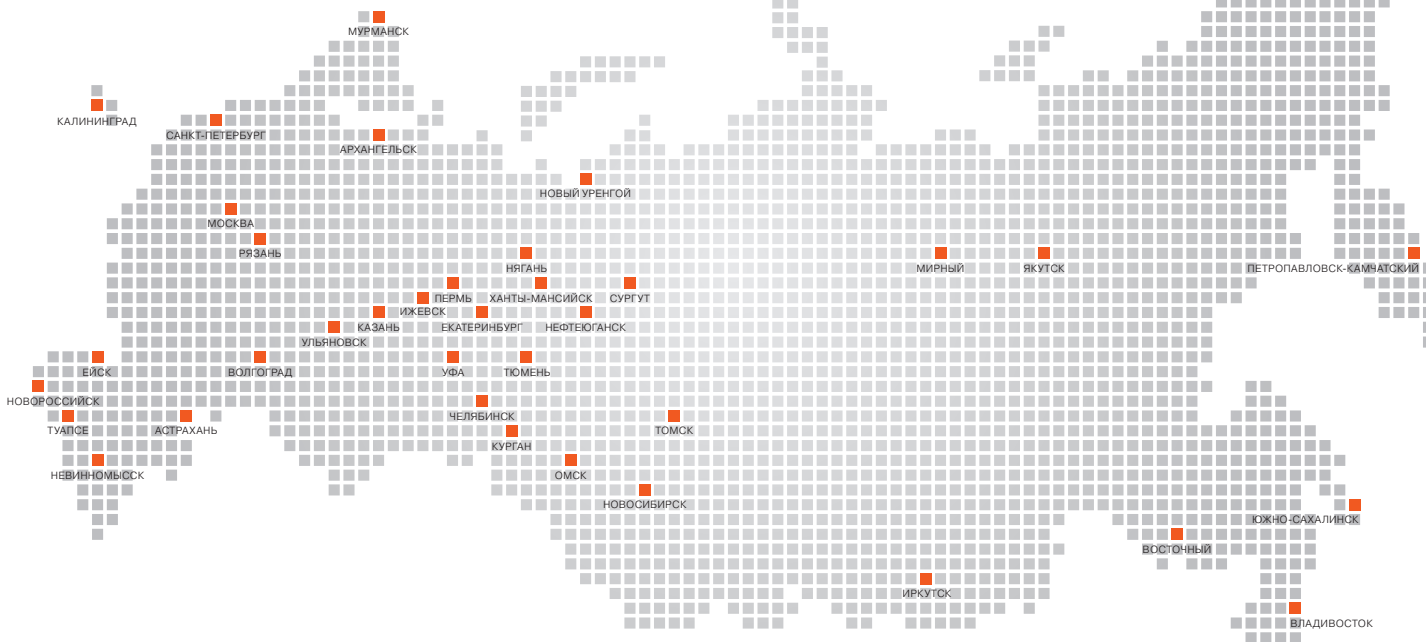 МУРМАНСК
КАЛИНИНГРАД
САНКТ-ПЕТЕРБУРГ
АРХАНГЕЛЬСК
НОВЫЙ УРЕНГОЙ
МОСКВА
РЯЗАНЬ
НЯГАНЬ
МИРНЫЙ
ЯКУТСК
ПЕТРОПАВЛОВСК-КАМЧАТСКИЙ
ПЕРМЬ
ХАНТЫ-МАНСИЙСК
СУРГУТ
ИЖЕВСК
КАЗАНЬ
ЕКАТЕРИНБУРГ
НЕФТЕЮГАНСК
УЛЬЯНОВСК
ЕЙСК
ВОЛГОГРАД
УФА
ТЮМЕНЬ
НОВОРОССИЙСК
ЧЕЛЯБИНСК
ТУАПСЕ
АСТРАХАНЬ
ТОМСК
КУРГАН
НЕВИННОМЫССК
ОМСК
НОВОСИБИРСК
ЮЖНО-САХАЛИНСК
ВОСТОЧНЫЙ
ИРКУТСК
ВЛАДИВОСТОК